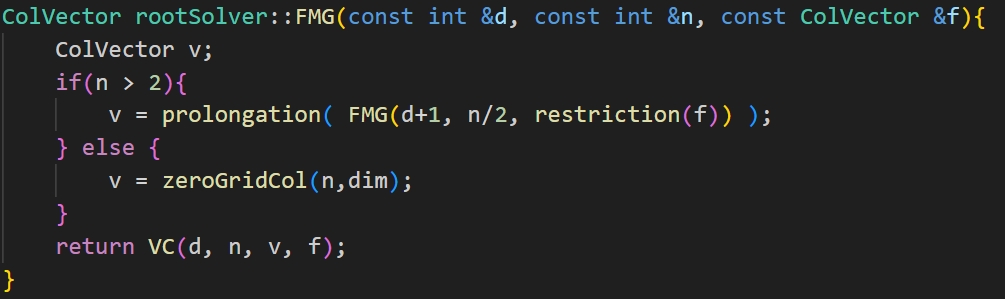 ColVector rootSolver::FMG(const int &d, const int &n, const ColVector &f){
    ColVector v;
    if(n > 2){
        v = prolongation( FMG(d+1, n/2, restriction(f)) );
    } else {
        v = zeroGridCol(n,dim);
    }
    return VC(d, n, v, f);
}